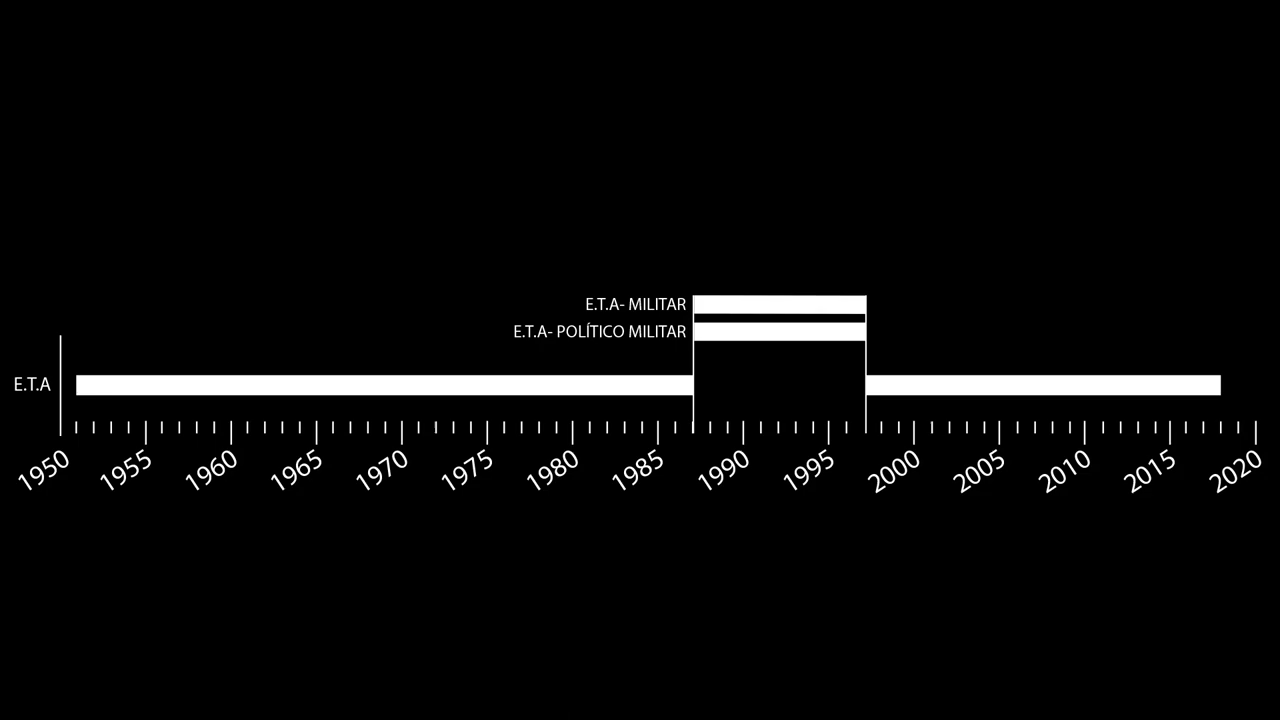 E.T.A- MILITAR
E.T.A- POLÍTICO MILITAR
E.T.A
1950 1955 1960 1965 1970 1975 1980 1985 1990 1995 2000 2005 2010 2015 2020